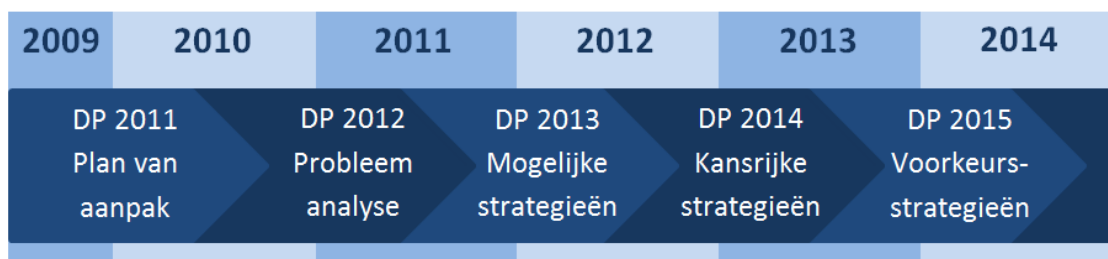 2009 2010 2011 2012 2013 2014
DP 2011
Plan van
aanpak
DP 2012
Probleem
analyse
DP 2013
Mogelijke
strategieën
DP 2014
Kansrijke
strategieën
DP 2015
Voorkeurs-
strategieën